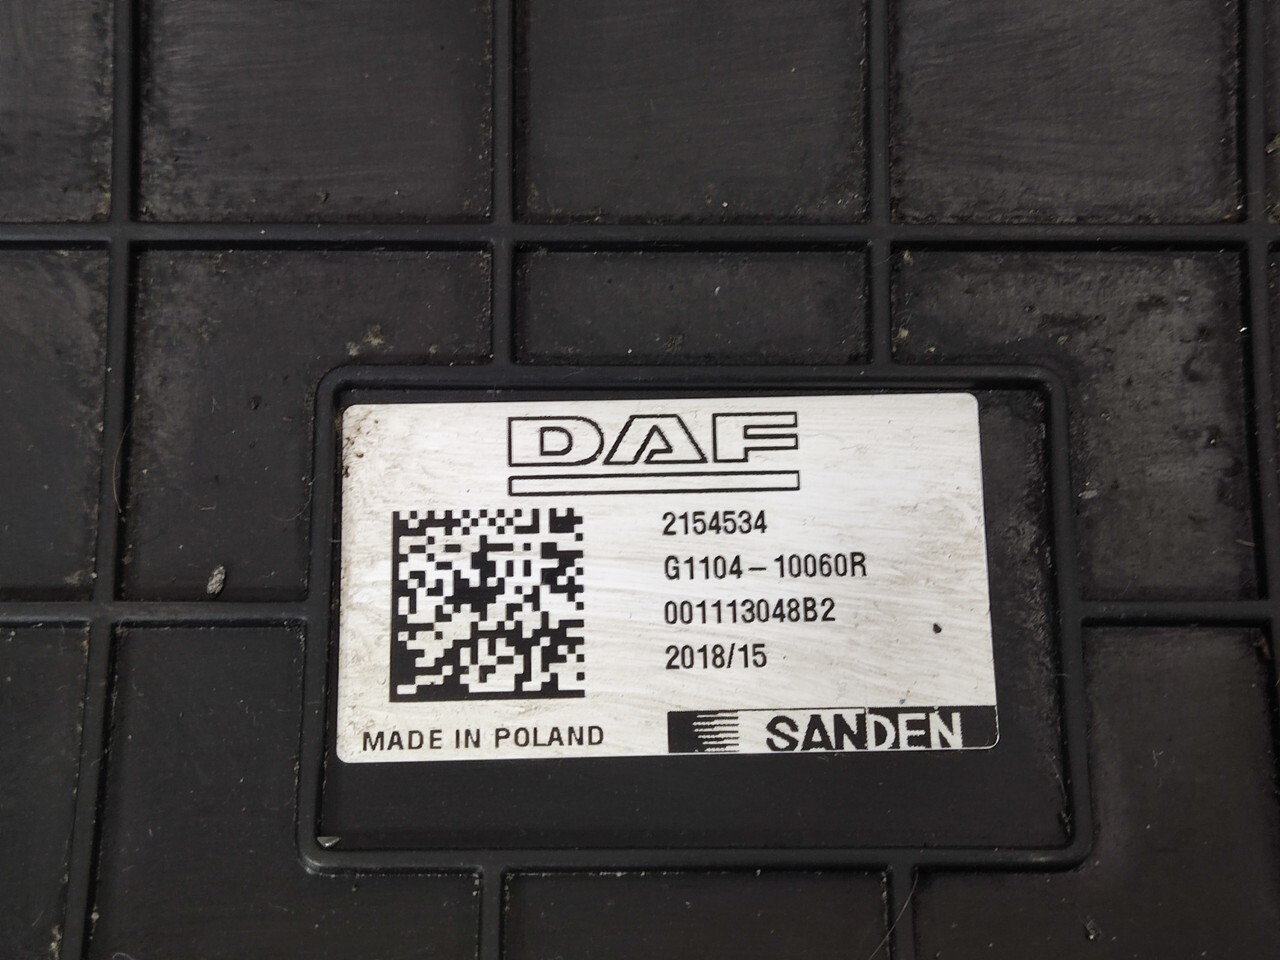 DAF
2154534
G1104-10060R
001113048B2
2018/15
MADE IN POLAND
SANDEN